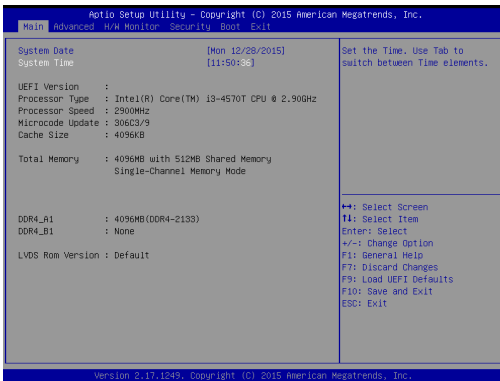 Aptio Setup Utility – Copyright (C) 2015 American Megatrends, Inc.
Main Advanced H/W Monitor Security Boot Exit
System Date [Mon 12/28/2015]
System Time [11:50:36]
Set the Time. Use Tab to
switch between Time elements.
UEFI Version :
Processor Type : Intel(R) Core(TM) i3-4570T CPU @ 2.90GHz
Processor Speed : 2900MHz
Microcode Update : 306C3/9
Cache Size : 4096KB
Total Memory : 4096MB with 512MB Shared Memory
Single-Channel Memory Mode
DDR4_A1 : 4096MB(DDR4-2133)
DDR4_B1 : None
LVDS Rom Version : Default
↔: Select Screen
↑↓: Select Item
Enter: Select
+/-: Change Option
F1: General Help
F7: Discard Changes
F9: Load UEFI Defaults
F10: Save and Exit
ESC: Exit
Version 2.17.1249. Copyright (C) 2015 American Megatrends, Inc.